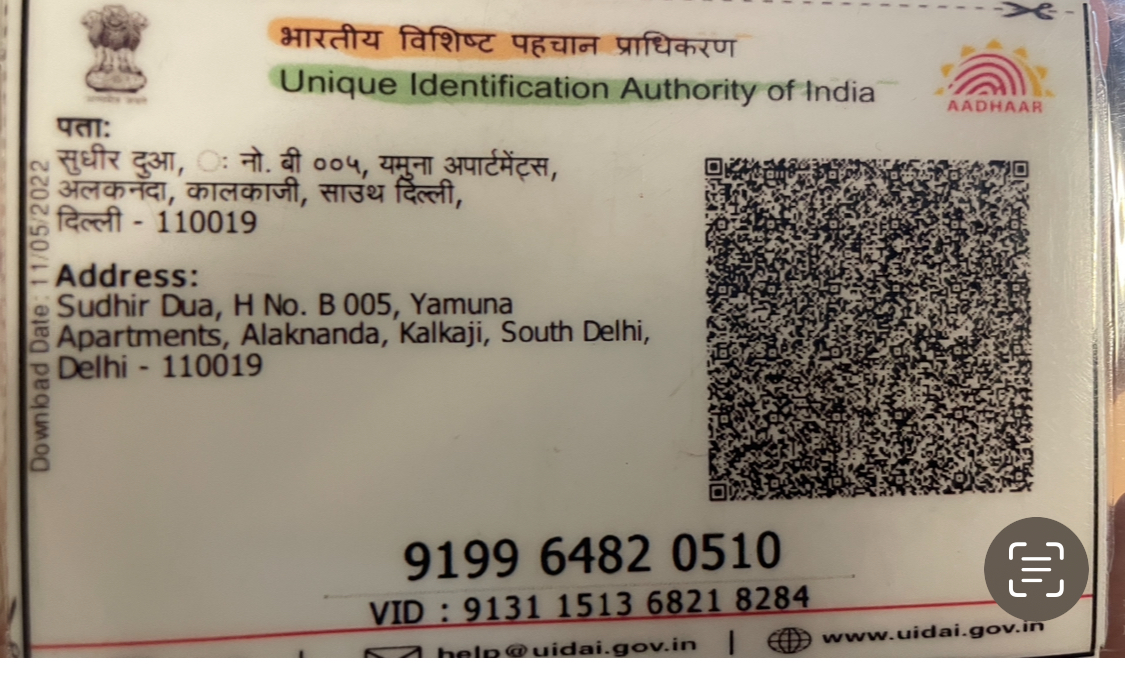 भारतीय विशिष्ट पहचान प्राधिकरण
Unique Identification Authority of India
AADHAAR
पता:
सुधीर दुआ, ः नो. बी ००५, यमुना अपार्टमेंट्स,
अलकनंदा, कालकाजी, साउथ दिल्ली,
दिल्ली - 110019
Address:
Sudhir Dua, H No. B 005, Yamuna
Apartments, Alaknanda, Kalkaji, South Delhi,
Delhi - 110019
Download Date: 11/05/2022
9199 6482 0510
VID : 9131 1513 6821 8284
help@uidai.gov.in | www.uidai.gov.in